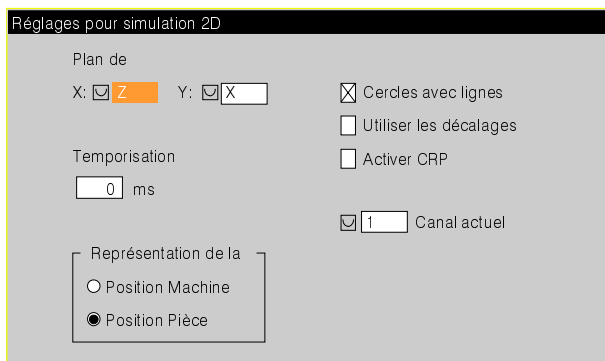 Réglages pour simulation 2D
Plan de
X: Z Y: X
Cercles avec lignes
Utiliser les décalages
Temporisation
Activer CRP
0 ms
1 Canal actuel
Représentation de la
Position Machine
Position Pièce